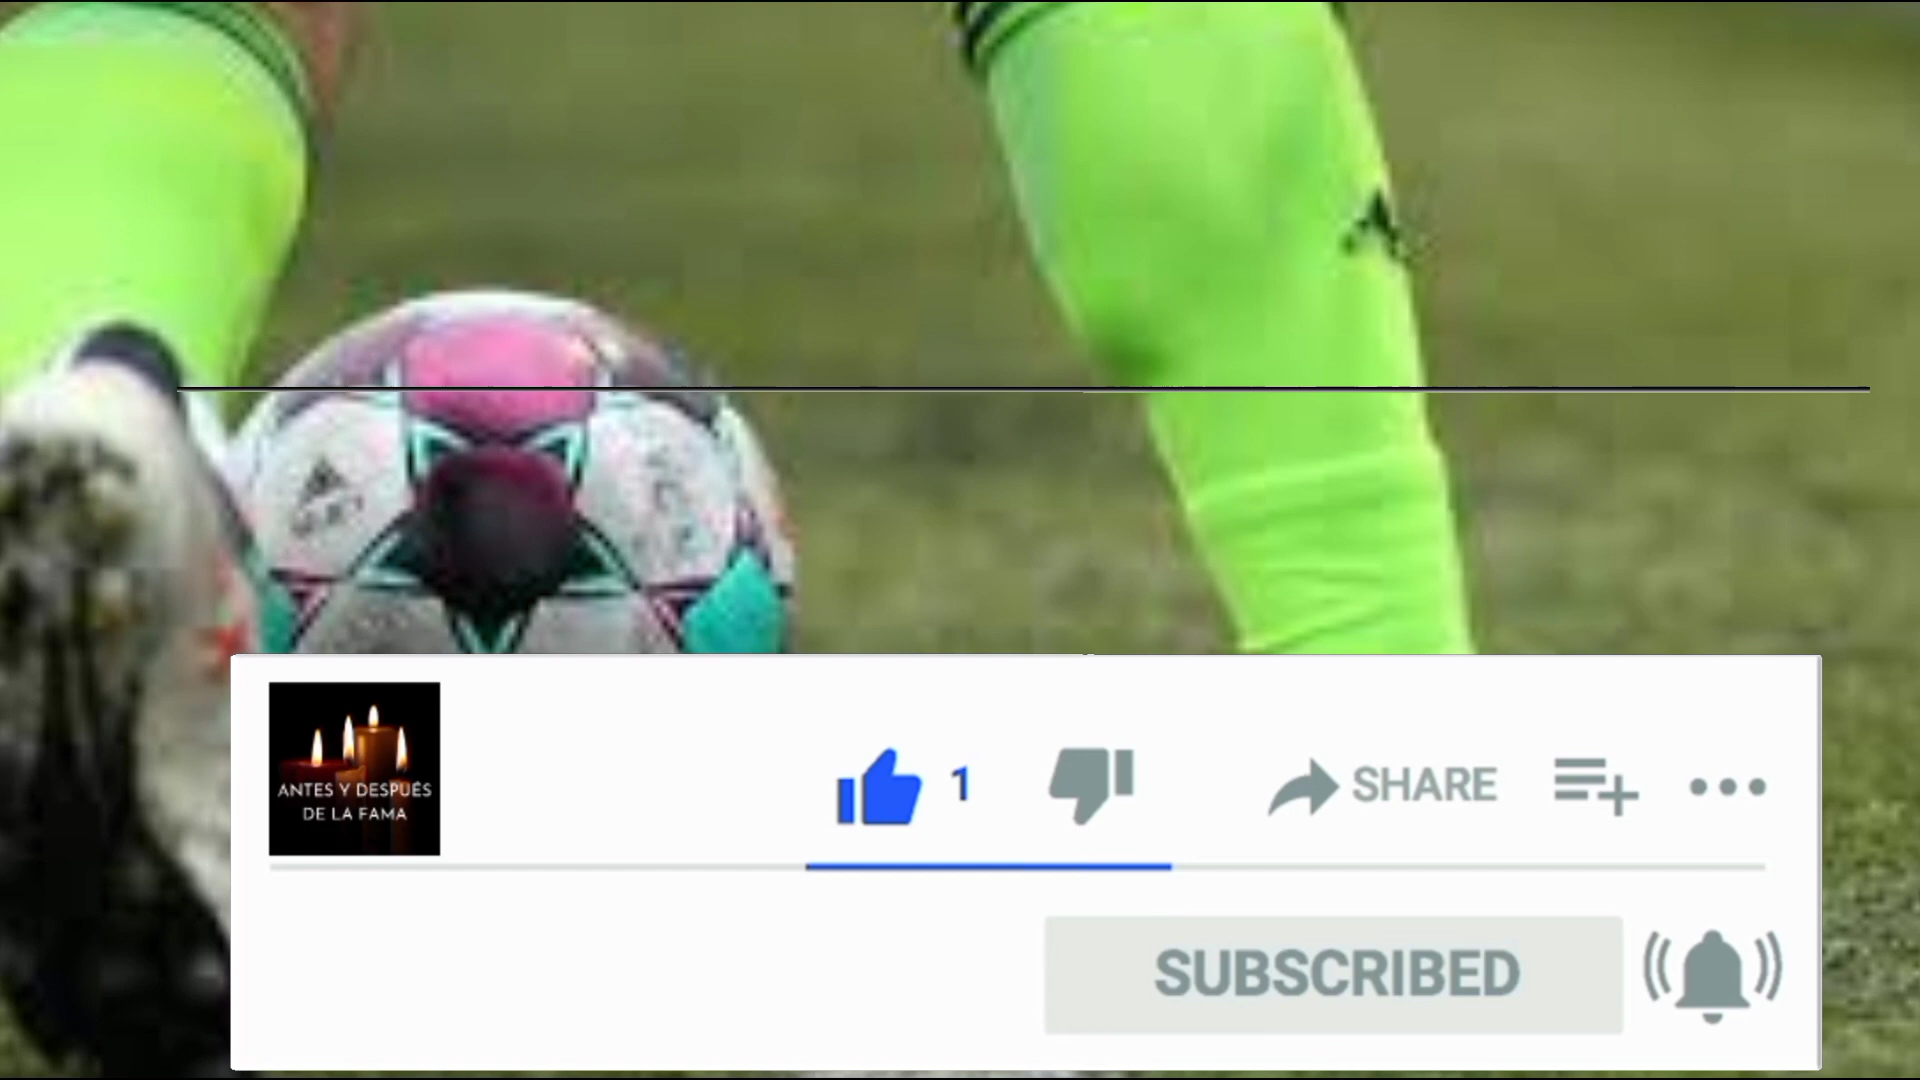 ANTES Y DESPUÉS
DE LA FAMA
1
SHARE
SUBSCRIBED